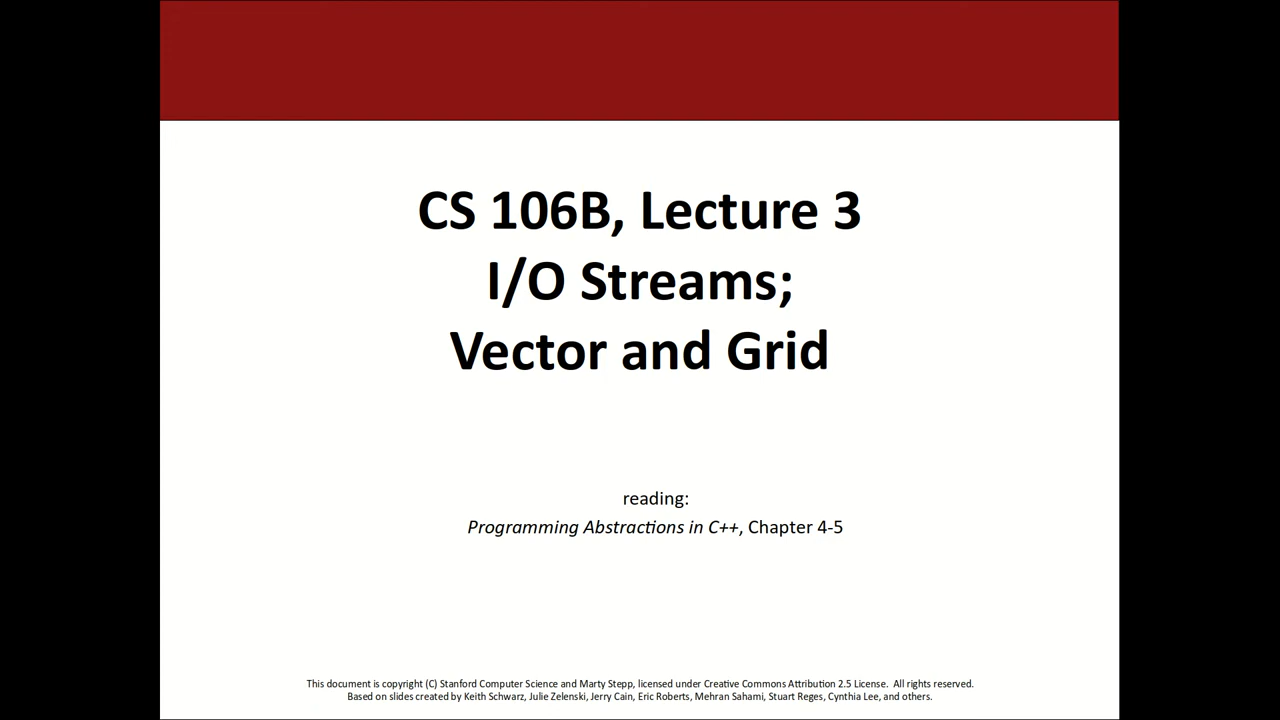 CS 106B, Lecture 3
I/O Streams;
Vector and Grid
reading:
Programming Abstractions in C++, Chapter 4-5
This document is copyright (C) Stanford Computer Science and Marty Stepp, licensed under Creative Commons Attribution 2.5 License.  All rights reserved.
Based on slides created by Keith Schwarz, Julie Zelenski, Jerry Cain, Eric Roberts, Mehran Sahami, Stuart Reges, Cynthia Lee, and others.